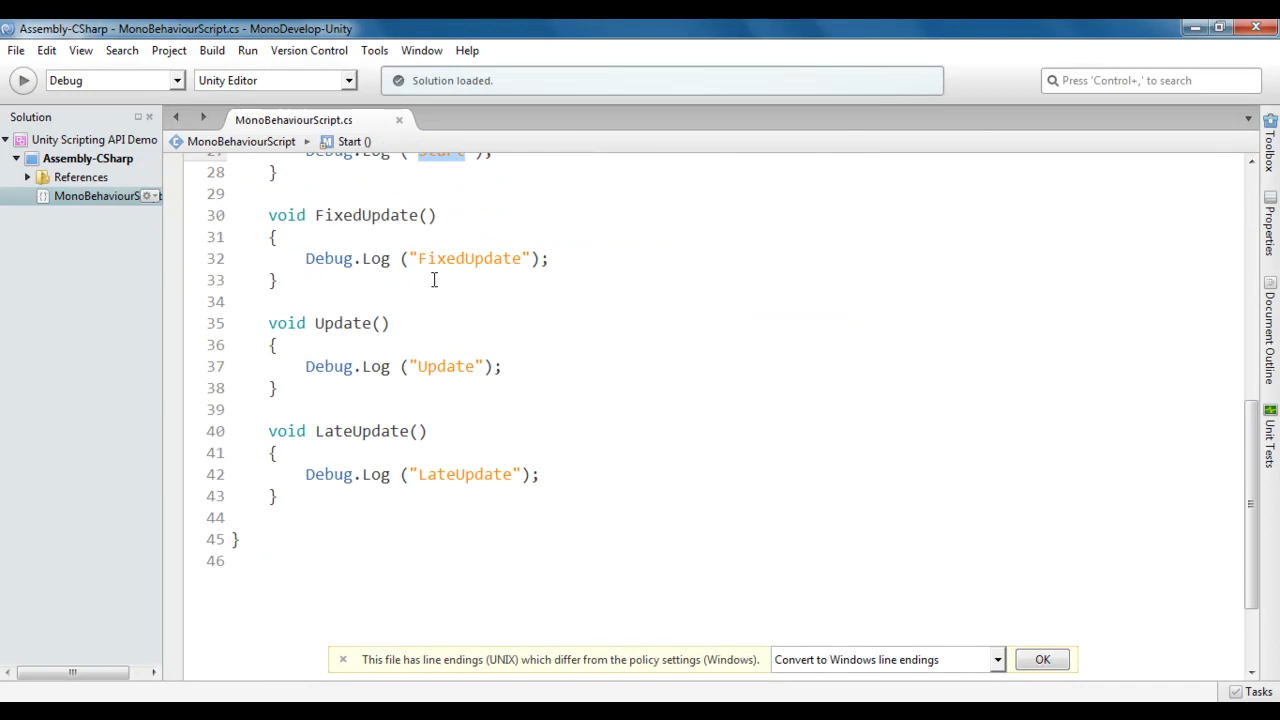 Assembly-CSharp - MonoBehaviourScript.cs - MonoDevelop-Unity
File Edit View Search Project Build Run Version Control Tools Window Help
Debug Unity Editor Solution loaded. Press 'Control+,' to search
Solution
MonoBehaviourScript.cs
Unity Scripting API Demo
Assembly-CSharp
References
MonoBehaviourScript
MonoBehaviourScript Start ()
27 Debug.Log ("Start");
28 }
29
30 void FixedUpdate()
31 {
32 Debug.Log ("FixedUpdate");
33 }
34
35 void Update()
36 {
37 Debug.Log ("Update");
38 }
39
40 void LateUpdate()
41 {
42 Debug.Log ("LateUpdate");
43 }
44
45 }
46
This file has line endings (UNIX) which differ from the policy settings (Windows). Convert to Windows line endings OK
Toolbox
Properties
Document Outline
Unit Tests
Tasks